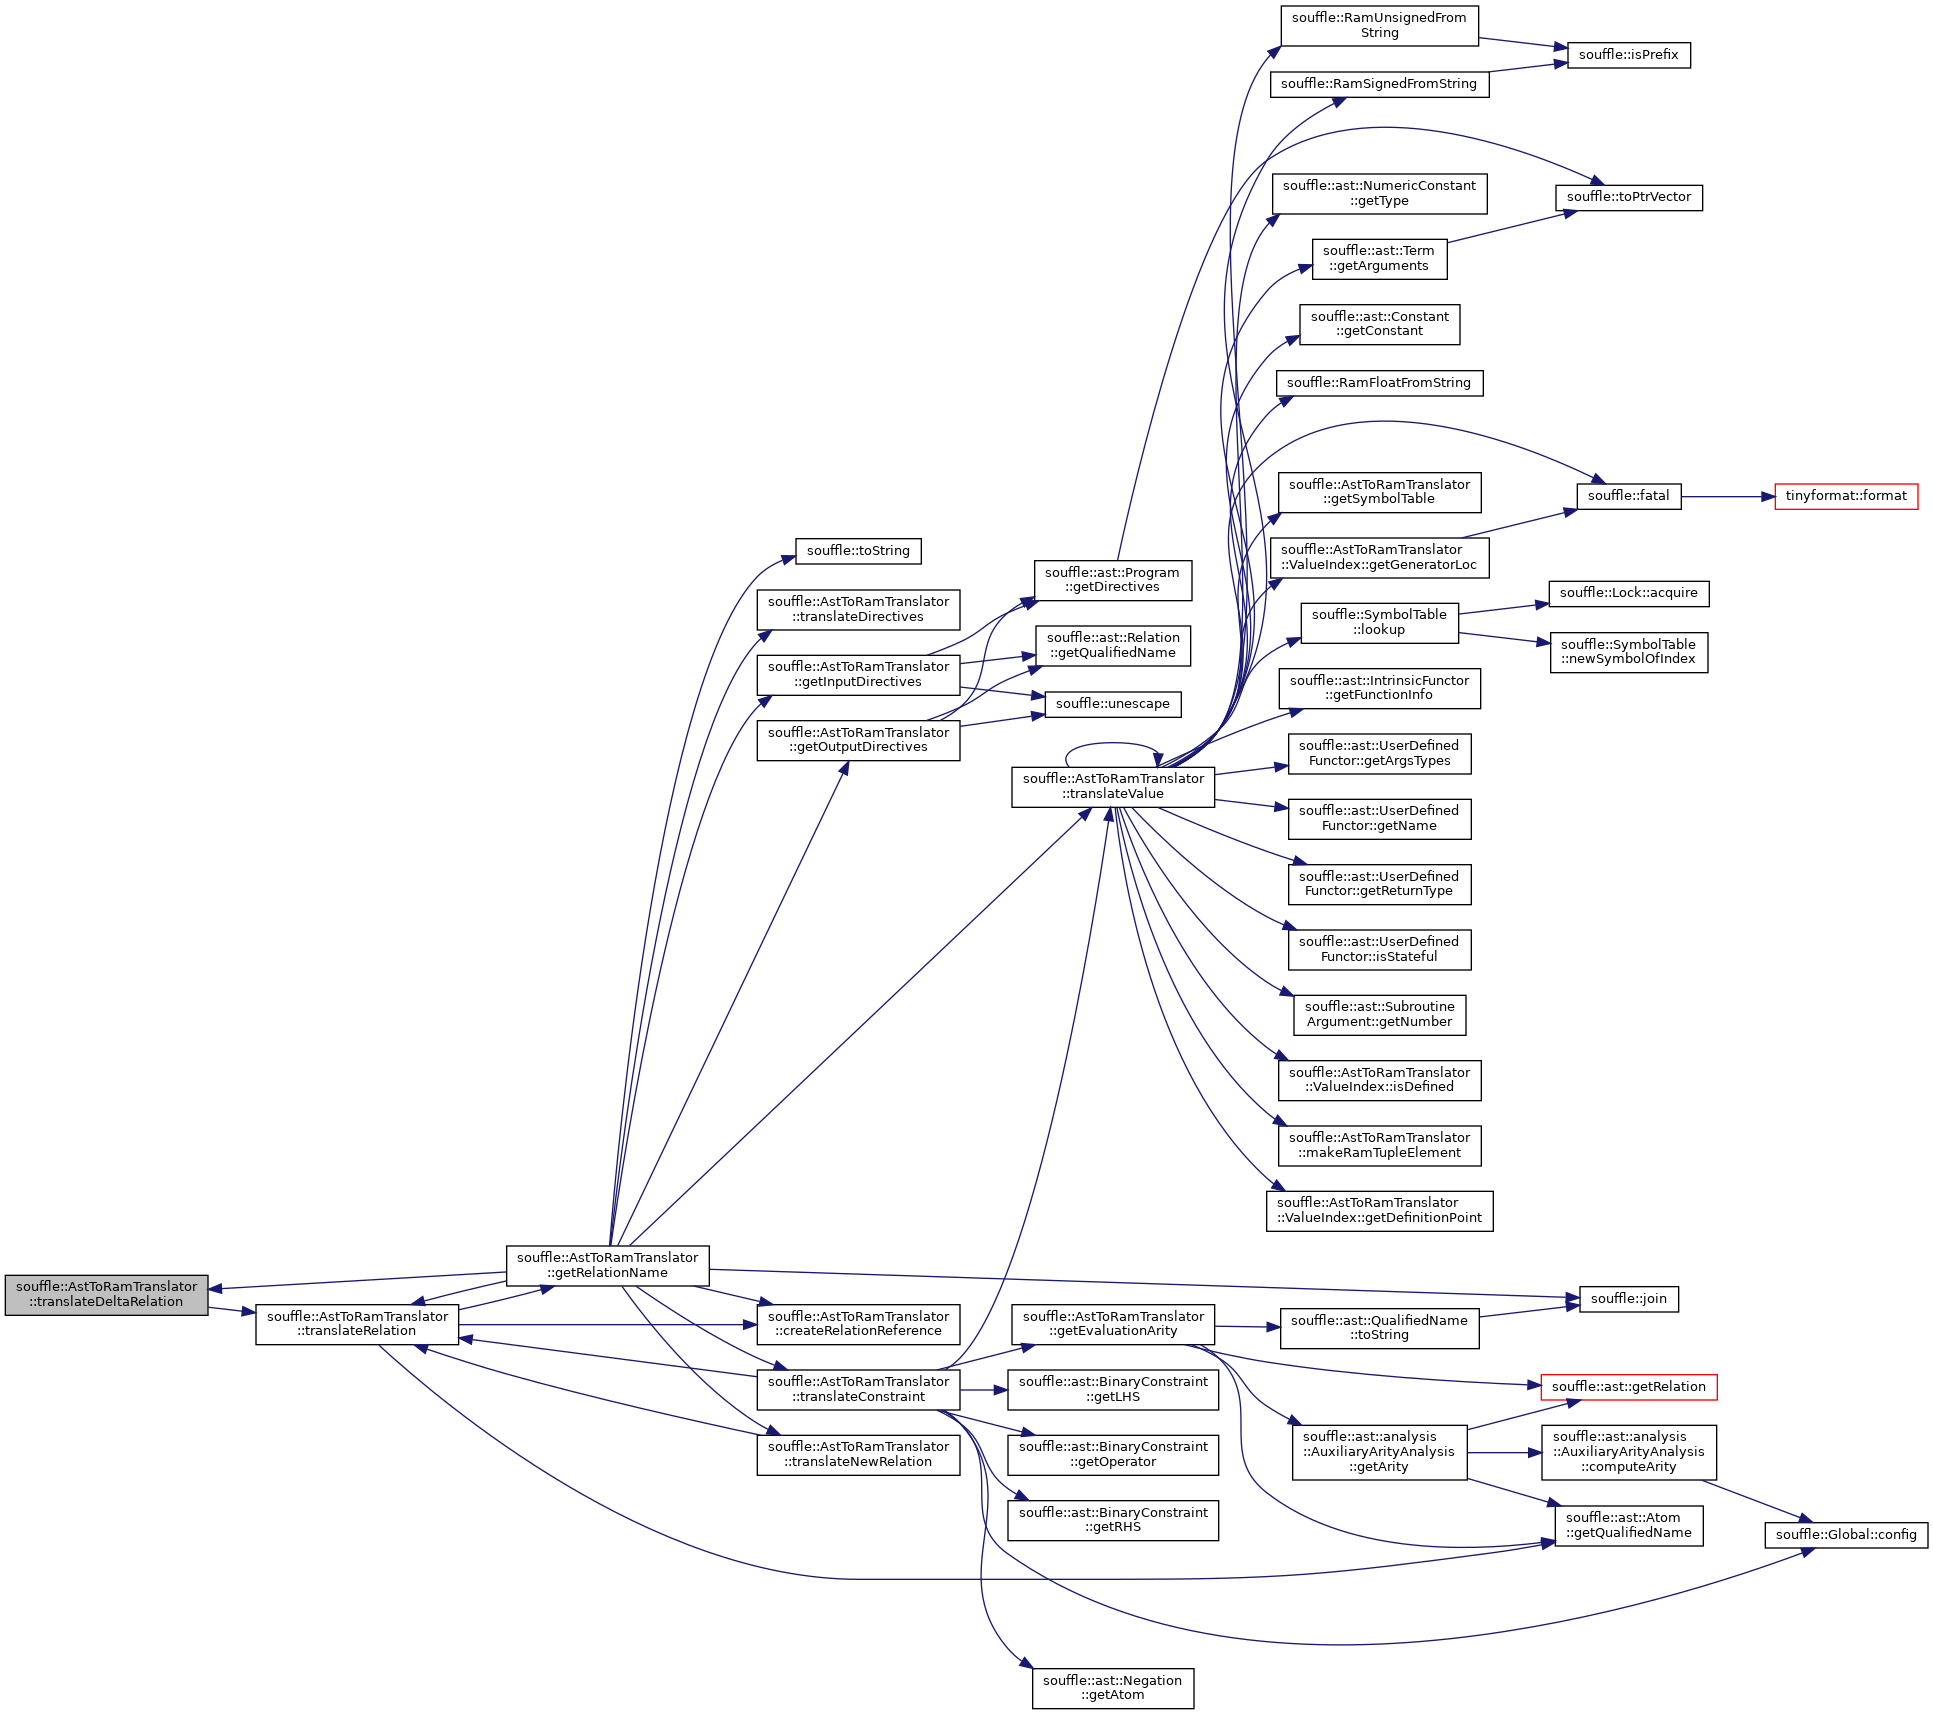 souffle::RamUnsignedFrom
String
souffle::isPrefix
souffle::RamSignedFromString
souffle::ast::NumericConstant
::getType
souffle::toPtrVector
souffle::ast::Term
::getArguments
souffle::ast::Constant
::getConstant
souffle::RamFloatFromString
souffle::AstToRamTranslator
::getSymbolTable
souffle::fatal
tinyformat::format
souffle::AstToRamTranslator
::ValueIndex::getGeneratorLoc
souffle::toString
souffle::ast::Program
::getDirectives
souffle::Lock::acquire
souffle::AstToRamTranslator
::translateDirectives
souffle::SymbolTable
::lookup
souffle::ast::Relation
::getQualifiedName
souffle::SymbolTable
::newSymbolOfIndex
souffle::AstToRamTranslator
::getInputDirectives
souffle::ast::IntrinsicFunctor
::getFunctionInfo
souffle::unescape
souffle::AstToRamTranslator
::getOutputDirectives
souffle::ast::UserDefined
Functor::getArgsTypes
souffle::AstToRamTranslator
::translateValue
souffle::ast::UserDefined
Functor::getName
souffle::ast::UserDefined
Functor::getReturnType
souffle::ast::UserDefined
Functor::isStateful
souffle::ast::Subroutine
Argument::getNumber
souffle::AstToRamTranslator
::ValueIndex::isDefined
souffle::AstToRamTranslator
::makeRamTupleElement
souffle::AstToRamTranslator
::ValueIndex::getDefinitionPoint
souffle::AstToRamTranslator
::getRelationName
souffle::AstToRamTranslator
::translateDeltaRelation
souffle::join
souffle::AstToRamTranslator
::translateRelation
souffle::AstToRamTranslator
::createRelationReference
souffle::AstToRamTranslator
::getEvaluationArity
souffle::ast::QualifiedName
::toString
souffle::AstToRamTranslator
::translateConstraint
souffle::ast::BinaryConstraint
::getLHS
souffle::ast::getRelation
souffle::AstToRamTranslator
::translateNewRelation
souffle::ast::BinaryConstraint
::getOperator
souffle::ast::analysis
::AuxiliaryArityAnalysis
::getArity
souffle::ast::analysis
::AuxiliaryArityAnalysis
::computeArity
souffle::ast::BinaryConstraint
::getRHS
souffle::ast::Atom
::getQualifiedName
souffle::Global::config
souffle::ast::Negation
::getAtom